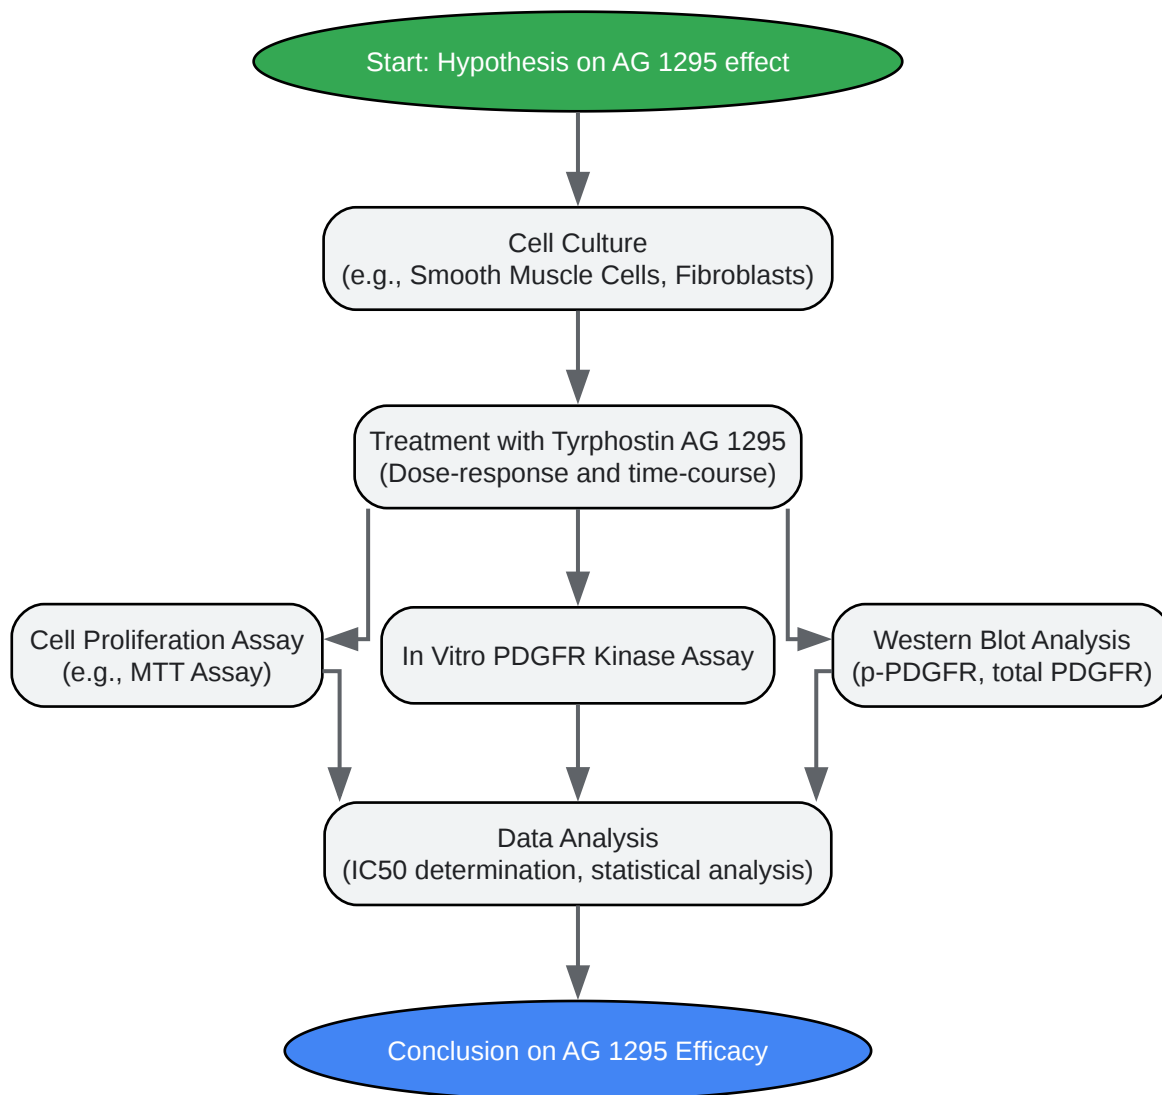 Start: Hypothesis on AG 1295 effect
Cell Culture
(e.g., Smooth Muscle Cells, Fibroblasts)
Treatment with Tyrphostin AG 1295
(Dose-response and time-course)
Cell Proliferation Assay
(e.g., MTT Assay)
In Vitro PDGFR Kinase Assay
Western Blot Analysis
(p-PDGFR, total PDGFR)
Data Analysis
(IC50 determination, statistical analysis)
Conclusion on AG 1295 Efficacy